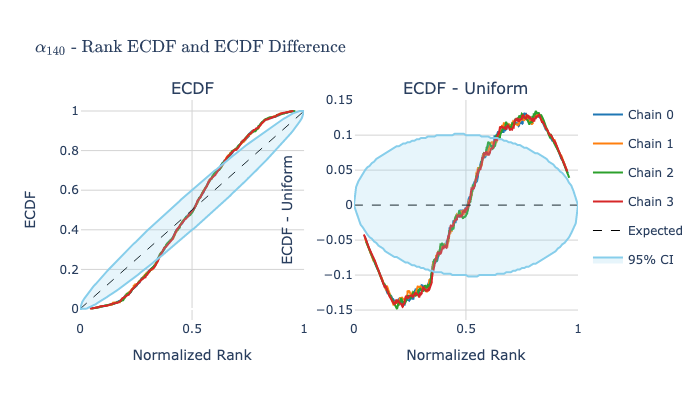 α₁₄₀ - Rank ECDF and ECDF Difference
ECDF
ECDF
1
0.8
0.6
0.4
0.2
0
0
0.5
1
Normalized Rank
ECDF - Uniform
ECDF - Uniform
0.15
0.1
0.05
0
−0.05
−0.1
−0.15
0
0.5
1
Normalized Rank
Chain 0
Chain 1
Chain 2
Chain 3
Expected
95% CI